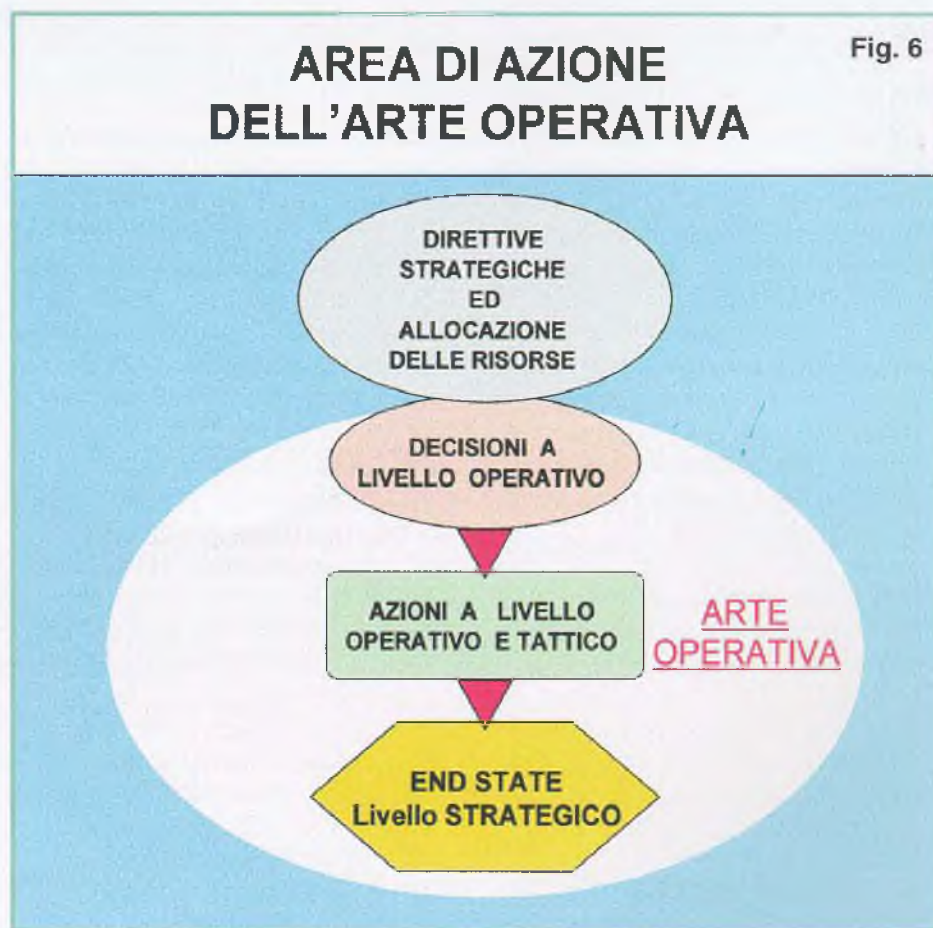 Fig. 6
AREA DI AZIONE
DELL'ARTE OPERATIVA
DIRETTIVE
STRATEGICHE
ED
ALLOCAZIONE
DELLE RISORSE
DECISIONI A
LIVELLO OPERATIVO
AZIONI A LIVELLO
OPERATIVO E TATTICO
ARTE
OPERATIVA
END STATE
Livello STRATEGICO